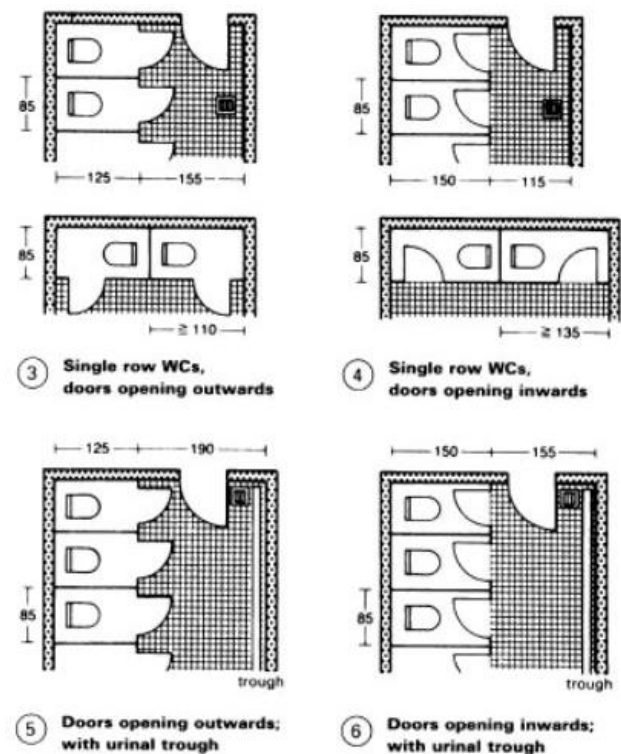 85
125
155
85
≧ 110
3
Single row WCs,
doors opening outwards
85
150
115
85
≧ 135
4
Single row WCs,
doors opening inwards
125
190
85
trough
5
Doors opening outwards;
with urinal trough
150
155
85
trough
6
Doors opening inwards;
with urinal trough